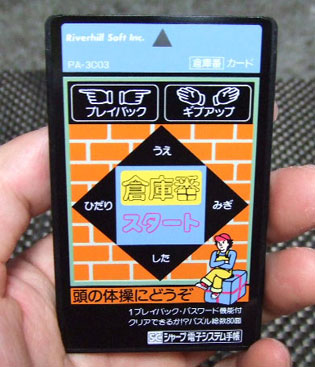 Riverhill Soft Inc.
PA-3C03
倉庫番 カード
プレイバック
ギブアップ
うえ
倉庫番
ひだり
みぎ
スタート
した
頭の体操にどうぞ
1プレイバック・パスワード機能付
クリアできるか!?パズル総数80面
SC シャープ電子システム手帳